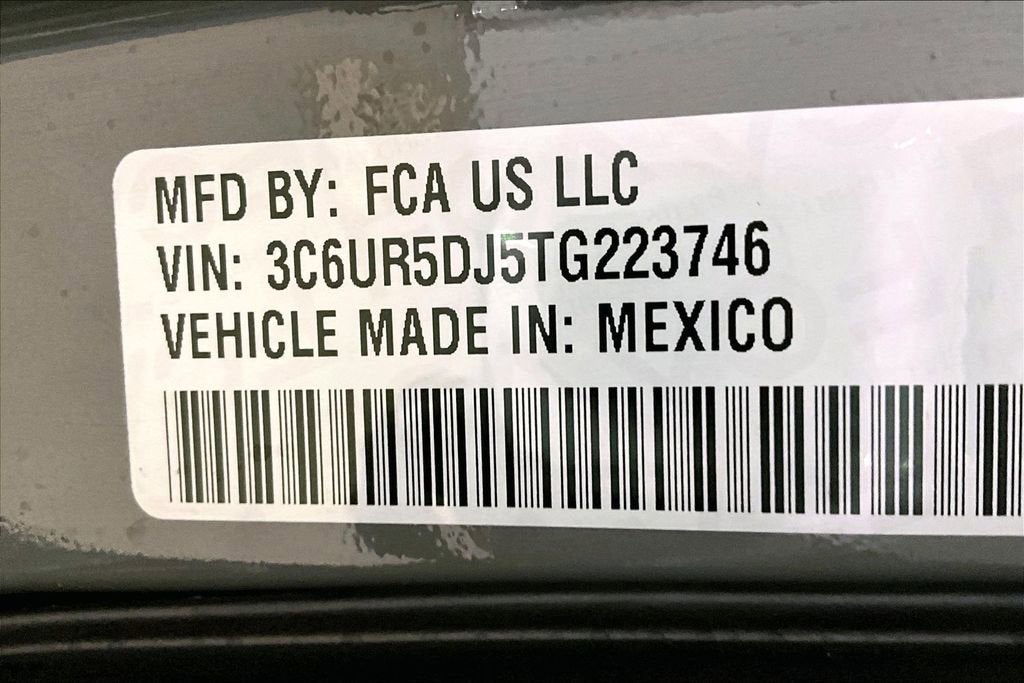 MFD BY: FCA US LLC
VIN: 3C6UR5DJ5TG223746
VEHICLE MADE IN: MEXICO